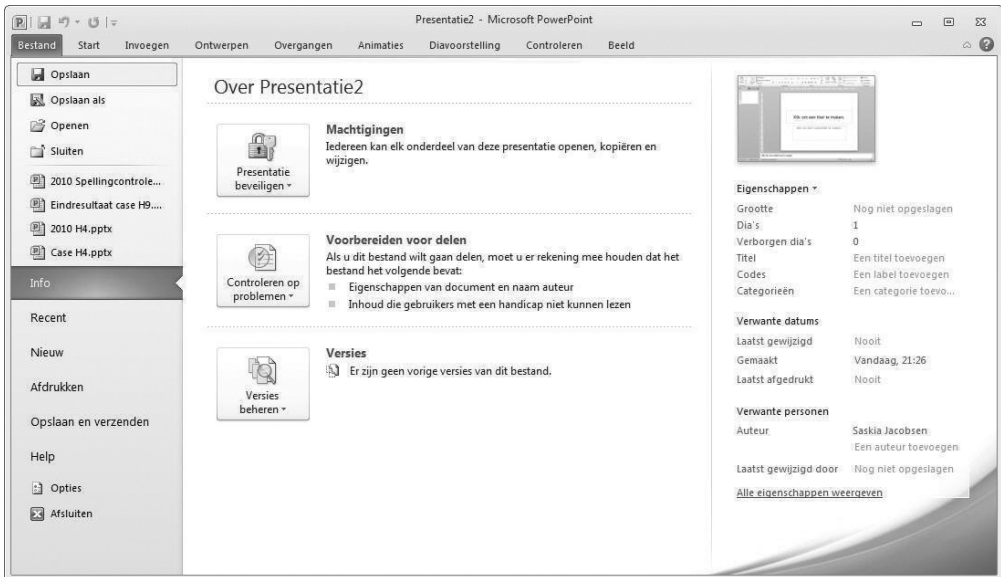 Presentatie2 - Microsoft PowerPoint
Bestand Start Invoegen Ontwerpen Overgangen Animaties Diavoorstelling Controleren Beeld
Opslaan
Opslaan als
Openen
Sluiten
2010 Spellingcontrole...
Eindresultaat case H9....
2010 H4.pptx
Case H4.pptx
Info
Recent
Nieuw
Afdrukken
Opslaan en verzenden
Help
Opties
Afsluiten
Over Presentatie2
Presentatie
beveiligen
Machtigingen
Iedereen kan elk onderdeel van deze presentatie openen, kopiëren en
wijzigen.
Controleren op
problemen
Voorbereiden voor delen
Als u dit bestand wilt gaan delen, moet u er rekening mee houden dat het
bestand het volgende bevat:
Eigenschappen van document en naam auteur
Inhoud die gebruikers met een handicap niet kunnen lezen
Versies
beheren
Versies
Er zijn geen vorige versies van dit bestand.
Eigenschappen
Grootte Nog niet opgeslagen
Dia's 1
Verborgen dia's 0
Titel Een titel toevoegen
Codes Een label toevoegen
Categorieën Een categorie toevo...
Verwante datums
Laatst gewijzigd Nooit
Gemaakt Vandaag, 21:26
Laatst afgedrukt Nooit
Verwante personen
Auteur Saskia Jacobsen
Een auteur toevoegen
Laatst gewijzigd door Nog niet opgeslagen
Alle eigenschappen weergeven